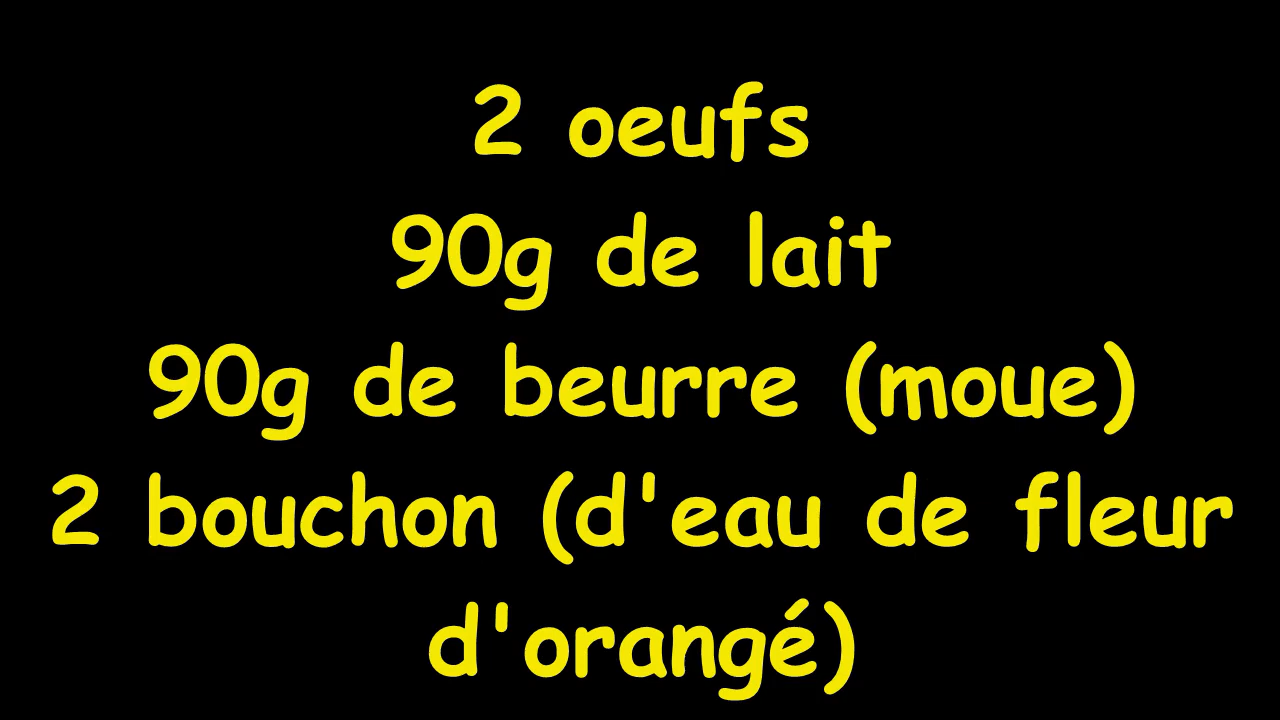 2 oeufs
90g de lait
90g de beurre (moue)
2 bouchon (d'eau de fleur
d'orangé)